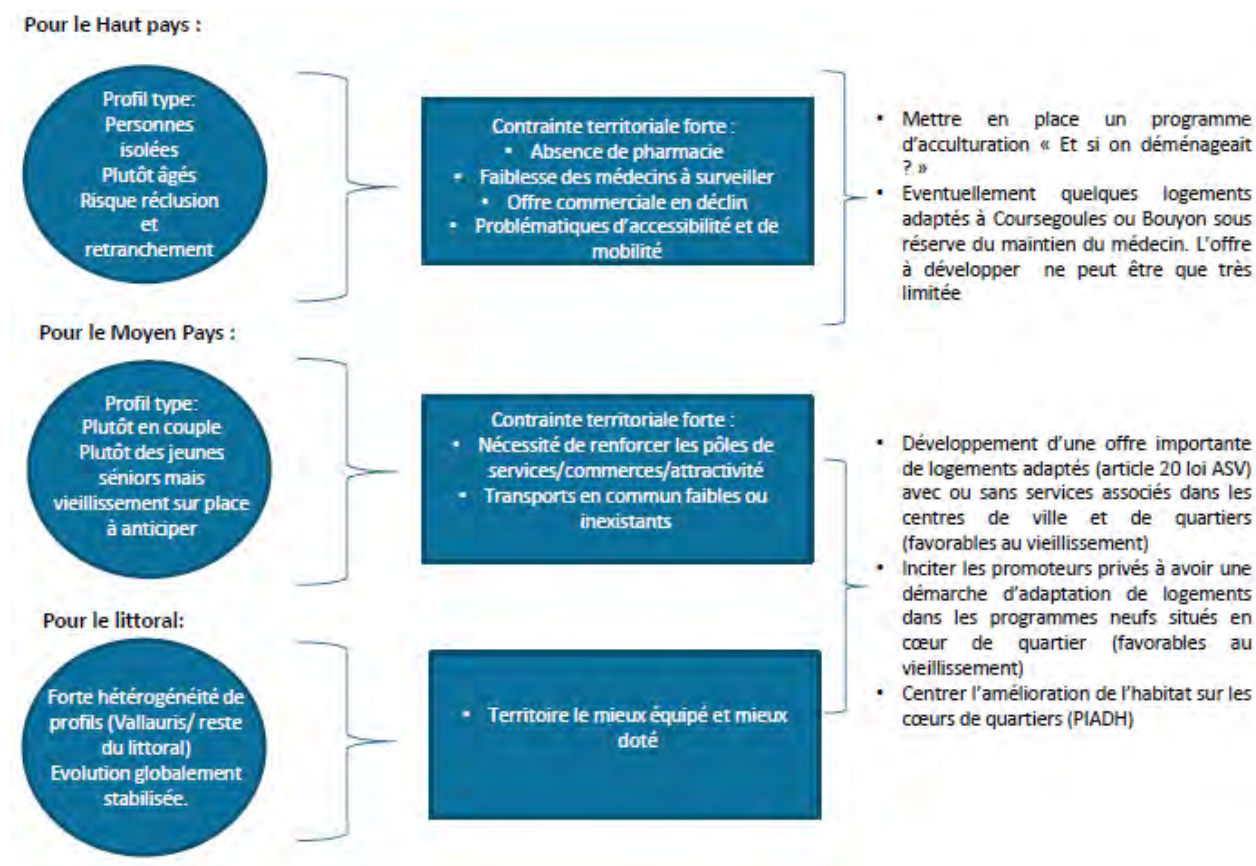 Pour le Haut pays :
Profil type:
Personnes
isolées
Plutôt âgés
Risque réclusion
et
retranchement
Contrainte territoriale forte :
• Absence de pharmacie
• Faiblesse des médecins à surveiller
• Offre commerciale en déclin
• Problématiques d'accessibilité et de
mobilité
• Mettre en place un programme
d'acculturation « Et si on déménageait
? »
• Eventuellement quelques logements
adaptés à Coursegoules ou Bouyon sous
réserve du maintien du médecin. L'offre
à développer ne peut être que très
limitée
Pour le Moyen Pays :
Profil type:
Plutôt en couple
Plutôt des jeunes
séniors mais
vieillissement sur place
à anticiper
Contrainte territoriale forte :
• Nécessité de renforcer les pôles de
services/commerces/attractivité
• Transports en commun faibles ou
inexistants
• Développement d'une offre importante
de logements adaptés (article 20 loi ASV)
avec ou sans services associés dans les
centres de ville et de quartiers
(favorables au vieillissement)
• Inciter les promoteurs privés à avoir une
démarche d'adaptation de logements
dans les programmes neufs situés en
cœur de quartier (favorables au
vieillissement)
• Centrer l'amélioration de l'habitat sur les
cœurs de quartiers (PIADH)
Pour le littoral:
Forte hétérogénéité de
profils (Vallauris/ reste
du littoral)
Evolution globalement
stabilisée.
• Territoire le mieux équipé et mieux
doté